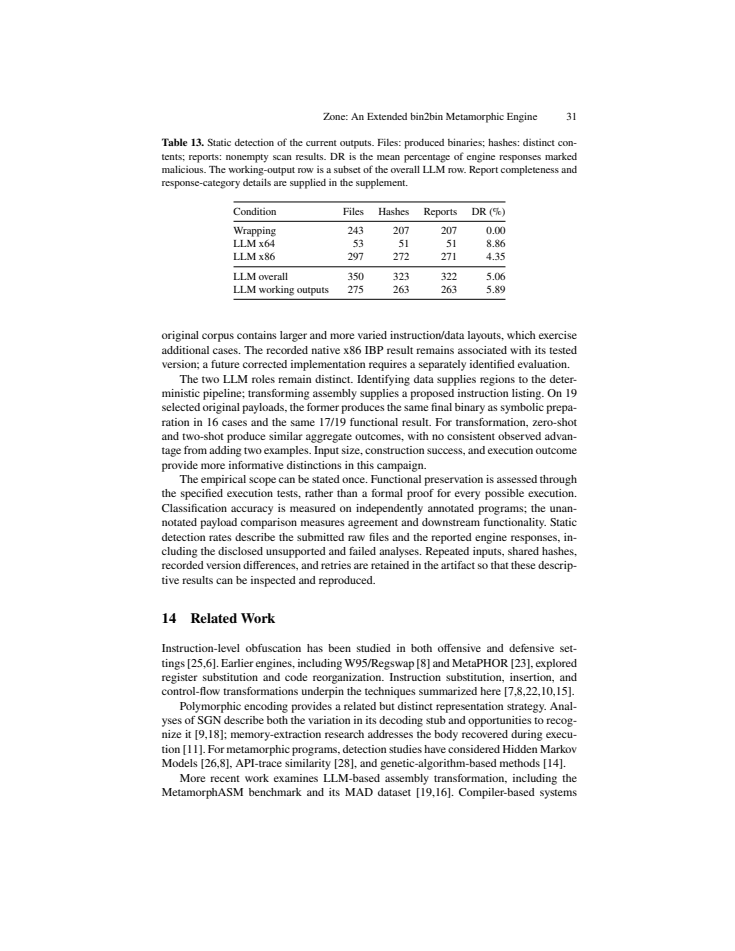 Zone: An Extended bin2bin Metamorphic Engine 31
Table 13. Static detection of the current outputs. Files: produced binaries; hashes: distinct con-
tents; reports: nonempty scan results. DR is the mean percentage of engine responses marked
malicious. The working-output row is a subset of the overall LLM row. Report completeness and
response-category details are supplied in the supplement.
Condition Files Hashes Reports DR (%)
Wrapping 243 207 207 0.00
LLM x64 53 51 51 8.86
LLM x86 297 272 271 4.35
LLM overall 350 323 322 5.06
LLM working outputs 275 263 263 5.89
original corpus contains larger and more varied instruction/data layouts, which exercise
additional cases. The recorded native x86 IBP result remains associated with its tested
version; a future corrected implementation requires a separately identified evaluation.
The two LLM roles remain distinct. Identifying data supplies regions to the deter-
ministic pipeline; transforming assembly supplies a proposed instruction listing. On 19
selected original payloads, the former produces the same final binary as symbolic prepa-
ration in 16 cases and the same 17/19 functional result. For transformation, zero-shot
and two-shot produce similar aggregate outcomes, with no consistent observed advan-
tage from adding two examples. Input size, construction success, and execution outcome
provide more informative distinctions in this campaign.
The empirical scope can be stated once. Functional preservation is assessed through
the specified execution tests, rather than a formal proof for every possible execution.
Classification accuracy is measured on independently annotated programs; the unan-
notated payload comparison measures agreement and downstream functionality. Static
detection rates describe the submitted raw files and the reported engine responses, in-
cluding the disclosed unsupported and failed analyses. Repeated inputs, shared hashes,
recorded version differences, and retries are retained in the artifact so that these descrip-
tive results can be inspected and reproduced.
14 Related Work
Instruction-level obfuscation has been studied in both offensive and defensive set-
tings [25,6]. Earlier engines, including W95/Regswap [8] and MetaPHOR [23], explored
register substitution and code reorganization. Instruction substitution, insertion, and
control-flow transformations underpin the techniques summarized here [7,8,22,10,15].
Polymorphic encoding provides a related but distinct representation strategy. Anal-
yses of SGN describe both the variation in its decoding stub and opportunities to recog-
nize it [9,18]; memory-extraction research addresses the body recovered during execu-
tion [11]. For metamorphic programs, detection studies have considered Hidden Markov
Models [26,8], API-trace similarity [28], and genetic-algorithm-based methods [14].
More recent work examines LLM-based assembly transformation, including the
MetamorphASM benchmark and its MAD dataset [19,16]. Compiler-based systems